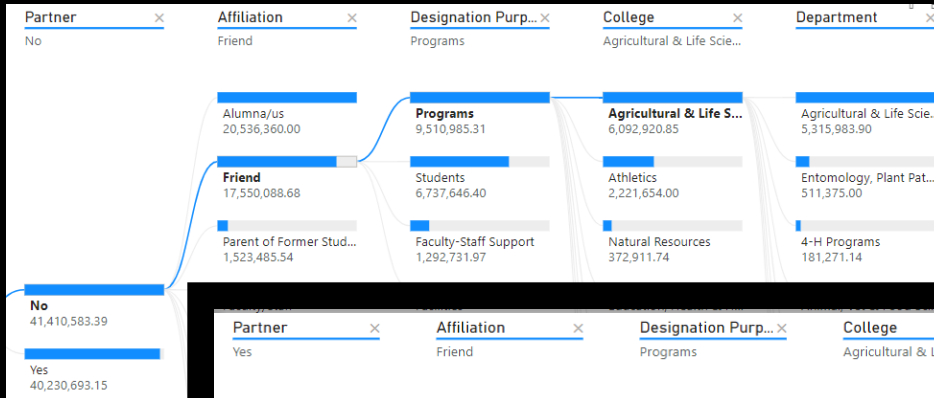 Partner ×
Affiliation ×
Designation Purp... ×
College ×
Department ×
No
Friend
Programs
Agricultural & Life Scie...
Alumna/us
20,536,360.00
Programs
9,510,985.31
Agricultural & Life S...
6,092,920.85
Agricultural & Life Scie...
5,315,983.90
Friend
17,550,088.68
Students
6,737,646.40
Athletics
2,221,654.00
Entomology, Plant Pat...
511,375.00
Parent of Former Stud...
1,523,485.54
Faculty-Staff Support
1,292,731.97
Natural Resources
372,911.74
4-H Programs
181,271.14
No
41,410,583.39
Yes
40,230,693.15
Partner ×
Affiliation ×
Designation Purp... ×
College
Yes
Friend
Programs
Agricultural & L